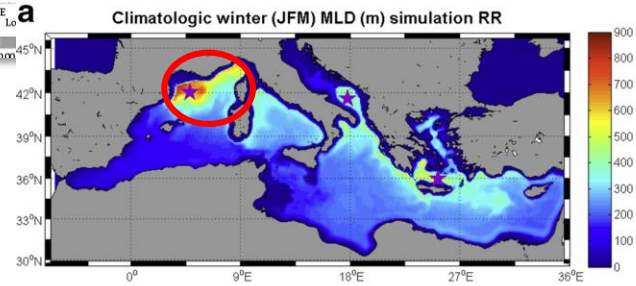 E
Lo
a
Climatologic winter (JFM) MLD (m) simulation RR
45°N
42°N
39°N
36°N
33°N
30°N
0°
9°E
18°E
27°E
36°E
900
800
700
600
500
400
300
200
100
0